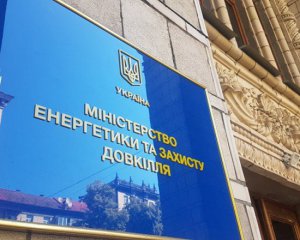 УКРАЇНА
МІНІСТЕРСТВО
ЕНЕРГЕТИКИ ТА ЗАХИСТУ
ДОВКІЛЛЯ